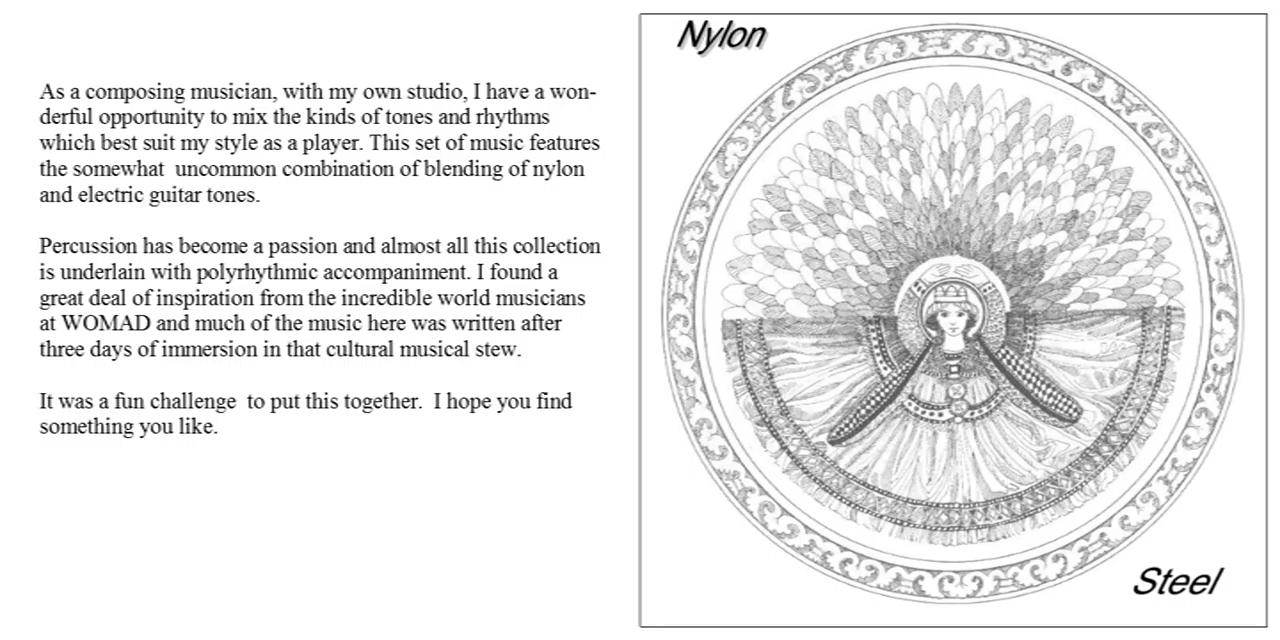 As a composing musician, with my own studio, I have a won-
derful opportunity to mix the kinds of tones and rhythms
which best suit my style as a player. This set of music features
the somewhat  uncommon combination of blending of nylon
and electric guitar tones.
Percussion has become a passion and almost all this collection
is underlain with polyrhythmic accompaniment. I found a
great deal of inspiration from the incredible world musicians
at WOMAD and much of the music here was written after
three days of immersion in that cultural musical stew.
It was a fun challenge  to put this together.  I hope you find
something you like.
Nylon
Steel